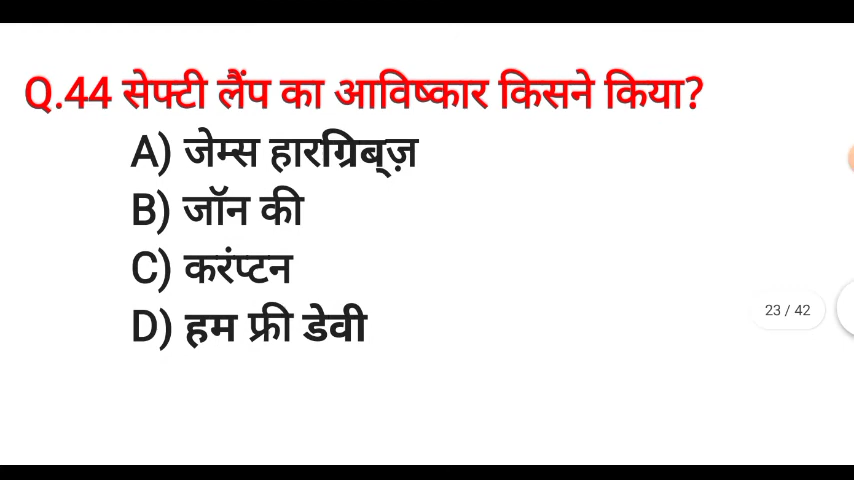 Q.44 सेफ्टी लैंप का आविष्कार किसने किया?
A) जेम्स हारग्रिब्ज़
B) जॉन की
C) करंप्टन
D) हम फ्री डेवी
23 / 42